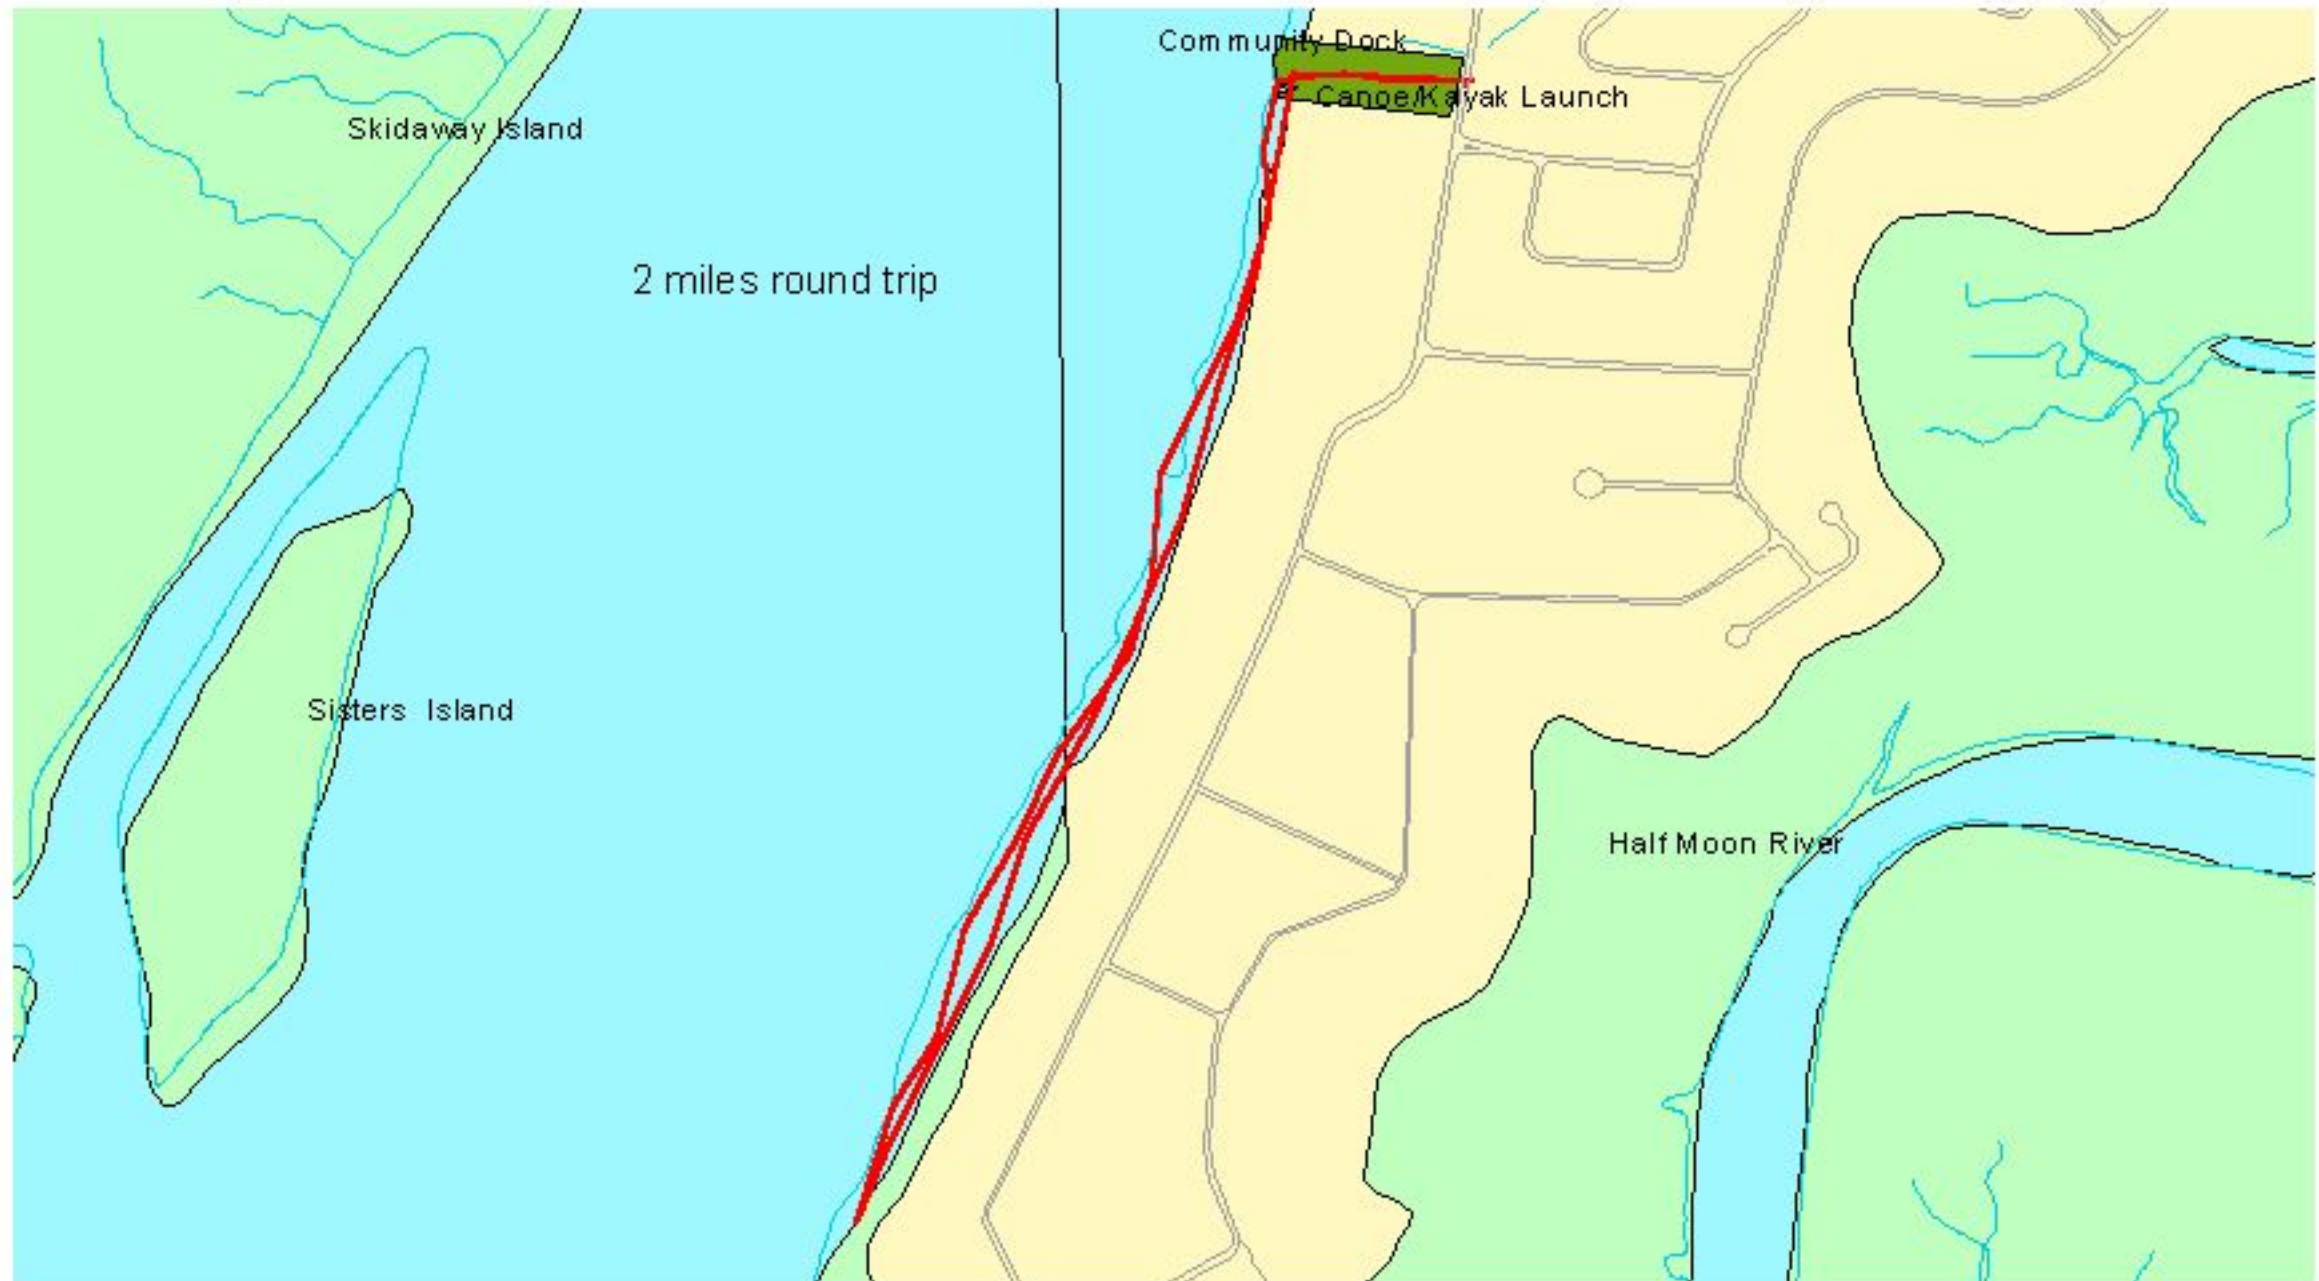 Community Dock
Canoe/Kayak Launch
Skidaway Island
2 miles round trip
Sisters Island
Half Moon River